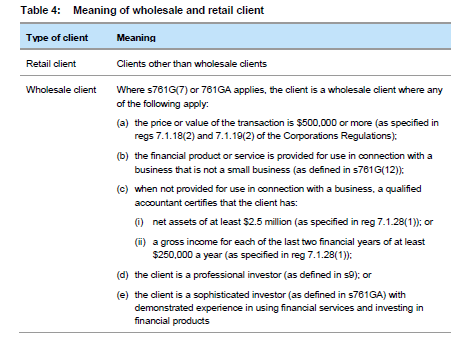 Table 4: Meaning of wholesale and retail client
Type of client Meaning
Retail client Clients other than wholesale clients
Wholesale client Where s761G(7) or 761GA applies, the client is a wholesale client where any
of the following apply:
(a) the price or value of the transaction is $500,000 or more (as specified in
regs 7.1.18(2) and 7.1.19(2) of the Corporations Regulations);
(b) the financial product or service is provided for use in connection with a
business that is not a small business (as defined in s761G(12));
(c) when not provided for use in connection with a business, a qualified
accountant certifies that the client has:
(i) net assets of at least $2.5 million (as specified in reg 7.1.28(1)); or
(ii) a gross income for each of the last two financial years of at least
$250,000 a year (as specified in reg 7.1.28(1));
(d) the client is a professional investor (as defined in s9); or
(e) the client is a sophisticated investor (as defined in s761GA) with
demonstrated experience in using financial services and investing in
financial products